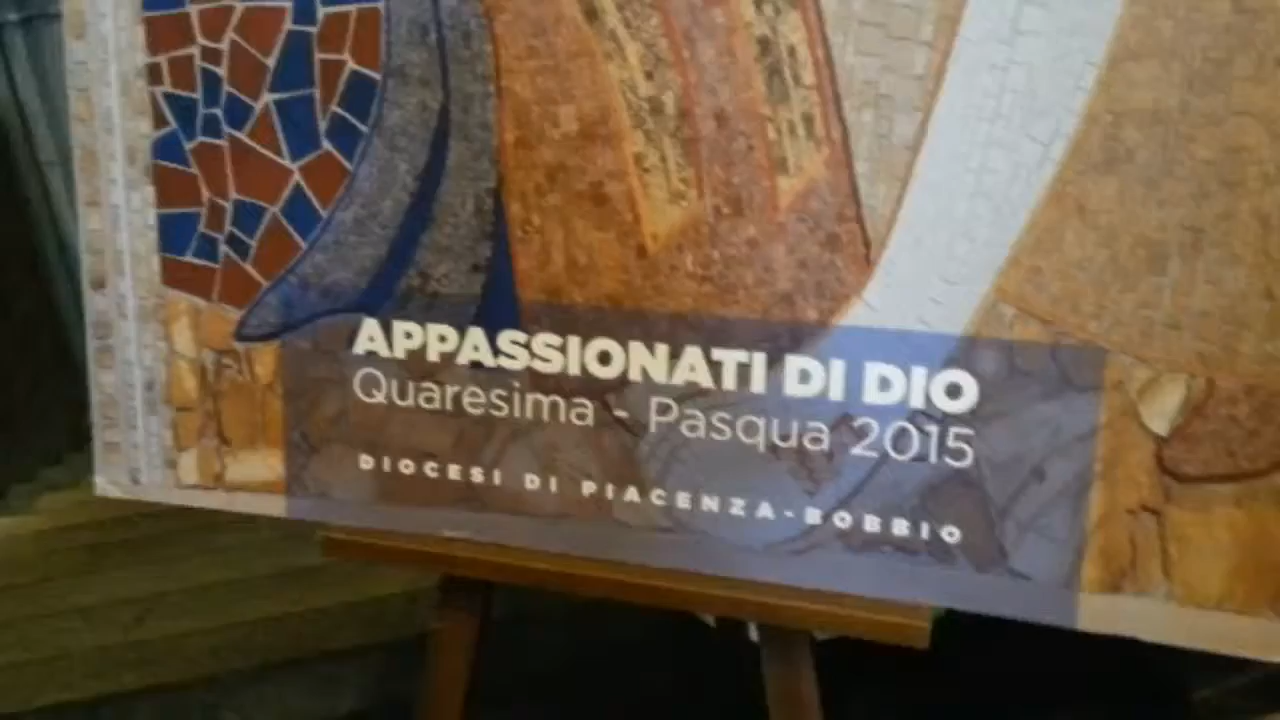 APPASSIONATI DI DIO
Quaresima - Pasqua 2015
DIOCESI DI PIACENZA-BOBBIO